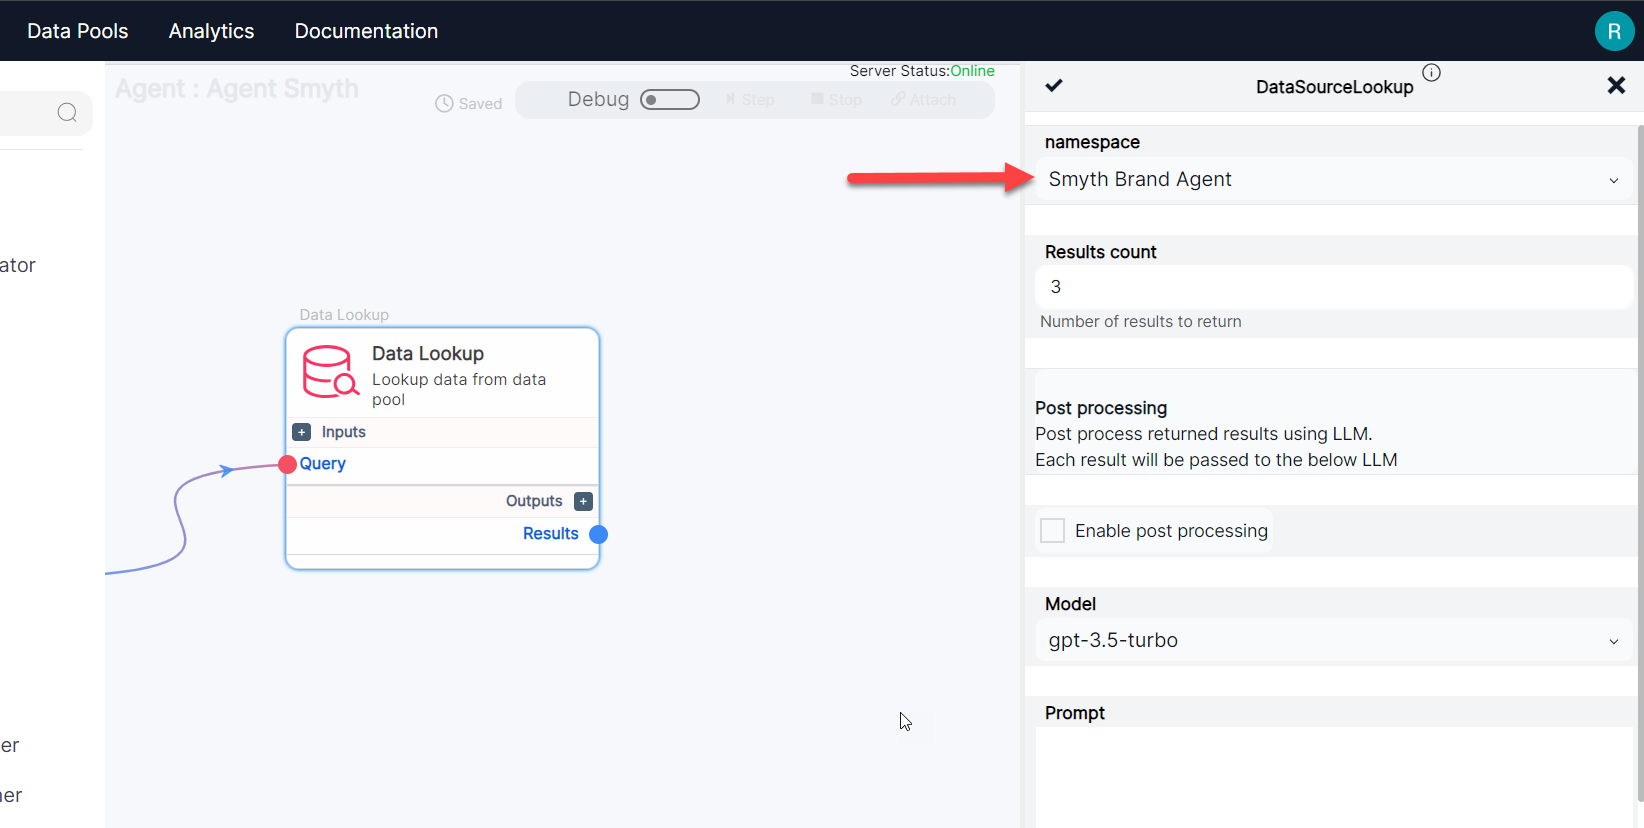 Data Pools Analytics Documentation R
Server Status:Online
Agent : Agent Smyth
Saved
Debug Step Stop Attach
ator
er
ner
Data Lookup
Data Lookup
Lookup data from data
pool
+ Inputs
Query
Outputs +
Results
DataSourceLookup
namespace
Smyth Brand Agent
Results count
3
Number of results to return
Post processing
Post process returned results using LLM.
Each result will be passed to the below LLM
Enable post processing
Model
gpt-3.5-turbo
Prompt